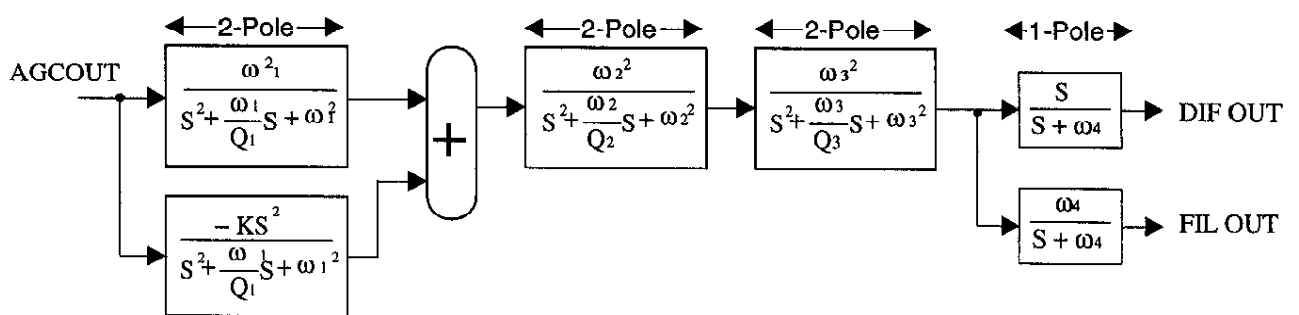 2-Pole 2-Pole 2-Pole 1-Pole
AGCOUT
ω²₁
S²+ ω₁/Q₁ S + ω₁²
+
ω₂²
S²+ ω₂/Q₂ S + ω₂²
ω₃²
S²+ ω₃/Q₃ S + ω₃²
S
S + ω₄
DIF OUT
– KS²
S²+ ω₁/Q₁ S + ω₁²
ω₄
S + ω₄
FIL OUT